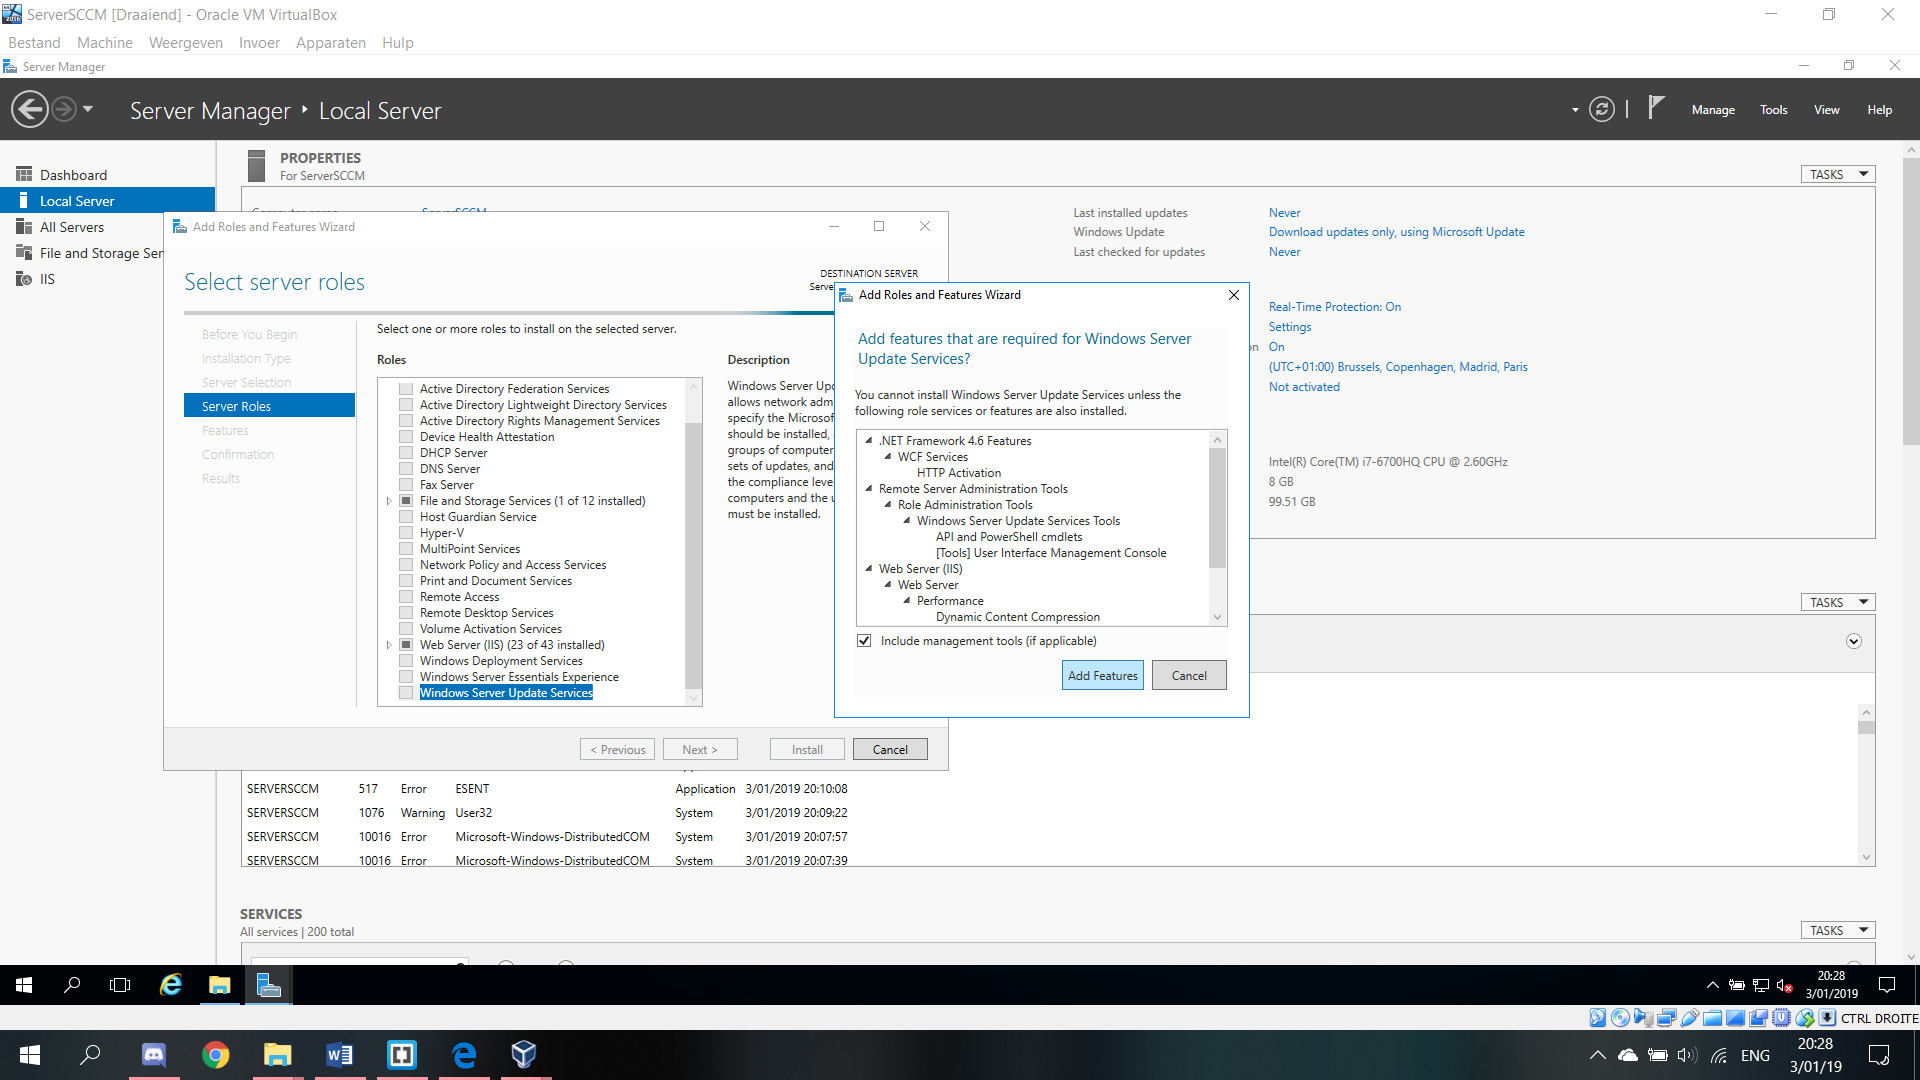 ServerSCCM [Draaiend] - Oracle VM VirtualBox
Bestand Machine Weergeven Invoer Apparaten Hulp
Server Manager
Server Manager Local Server
Manage Tools View Help
Dashboard
Local Server
All Servers
File and Storage Ser
IIS
PROPERTIES
For ServerSCCM
TASKS
Last installed updates Never
Windows Update Download updates only, using Microsoft Update
Last checked for updates Never
Real-Time Protection: On
Settings
On
(UTC+01:00) Brussels, Copenhagen, Madrid, Paris
Not activated
Intel(R) Core(TM) i7-6700HQ CPU @ 2.60GHz
8 GB
99.51 GB
Add Roles and Features Wizard
Select server roles
DESTINATION SERVER
Serve
Before You Begin
Installation Type
Server Selection
Server Roles
Features
Confirmation
Results
Select one or more roles to install on the selected server.
Roles
Active Directory Federation Services
Active Directory Lightweight Directory Services
Active Directory Rights Management Services
Device Health Attestation
DHCP Server
DNS Server
Fax Server
File and Storage Services (1 of 12 installed)
Host Guardian Service
Hyper-V
MultiPoint Services
Network Policy and Access Services
Print and Document Services
Remote Access
Remote Desktop Services
Volume Activation Services
Web Server (IIS) (23 of 43 installed)
Windows Deployment Services
Windows Server Essentials Experience
Windows Server Update Services
Description
Windows Server Up
allows network adm
specify the Microsof
should be installed,
groups of computer
sets of updates, and
the compliance leve
computers and the u
must be installed.
< Previous Next > Install Cancel
Add Roles and Features Wizard
Add features that are required for Windows Server
Update Services?
You cannot install Windows Server Update Services unless the
following role services or features are also installed.
.NET Framework 4.6 Features
WCF Services
HTTP Activation
Remote Server Administration Tools
Role Administration Tools
Windows Server Update Services Tools
API and PowerShell cmdlets
[Tools] User Interface Management Console
Web Server (IIS)
Web Server
Performance
Dynamic Content Compression
Include management tools (if applicable)
Add Features Cancel
TASKS
SERVERSCCM 517 Error ESENT Application 3/01/2019 20:10:08
SERVERSCCM 1076 Warning User32 System 3/01/2019 20:09:22
SERVERSCCM 10016 Error Microsoft-Windows-DistributedCOM System 3/01/2019 20:07:57
SERVERSCCM 10016 Error Microsoft-Windows-DistributedCOM System 3/01/2019 20:07:39
SERVICES
All services | 200 total
TASKS
20:28
3/01/2019
CTRL DROITE
ENG
20:28
3/01/19